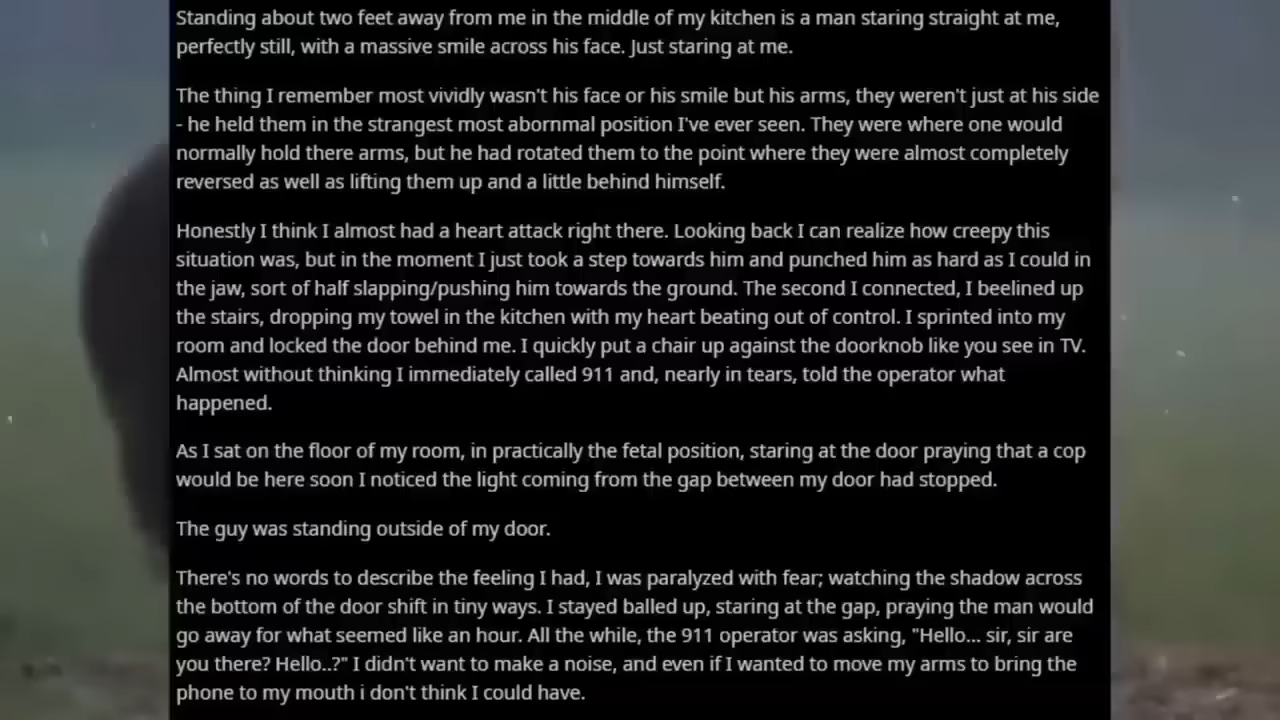 Standing about two feet away from me in the middle of my kitchen is a man staring straight at me,
perfectly still, with a massive smile across his face. Just staring at me.
The thing I remember most vividly wasn't his face or his smile but his arms, they weren't just at his side
- he held them in the strangest most abornmal position I've ever seen. They were where one would
normally hold there arms, but he had rotated them to the point where they were almost completely
reversed as well as lifting them up and a little behind himself.
Honestly I think I almost had a heart attack right there. Looking back I can realize how creepy this
situation was, but in the moment I just took a step towards him and punched him as hard as I could in
the jaw, sort of half slapping/pushing him towards the ground. The second I connected, I beelined up
the stairs, dropping my towel in the kitchen with my heart beating out of control. I sprinted into my
room and locked the door behind me. I quickly put a chair up against the doorknob like you see in TV.
Almost without thinking I immediately called 911 and, nearly in tears, told the operator what
happened.
As I sat on the floor of my room, in practically the fetal position, staring at the door praying that a cop
would be here soon I noticed the light coming from the gap between my door had stopped.
The guy was standing outside of my door.
There's no words to describe the feeling I had, I was paralyzed with fear; watching the shadow across
the bottom of the door shift in tiny ways. I stayed balled up, staring at the gap, praying the man would
go away for what seemed like an hour. All the while, the 911 operator was asking, "Hello... sir, sir are
you there? Hello..?" I didn't want to make a noise, and even if I wanted to move my arms to bring the
phone to my mouth i don't think I could have.